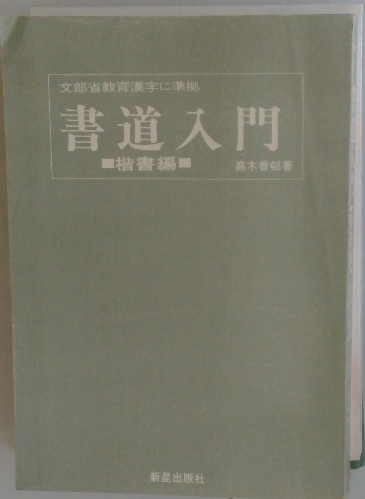 文部省教育漢字に準拠
書道入門
■楷書編■
高木香邨著
新星出版社